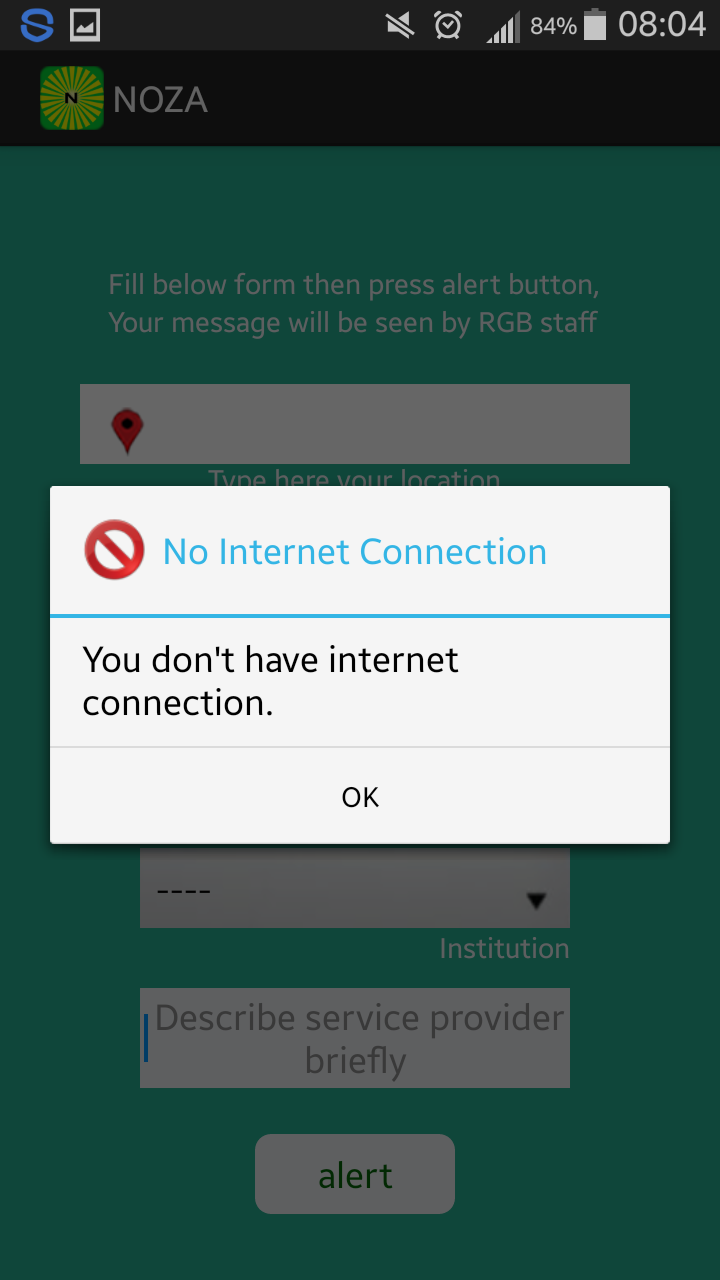 84% 08:04
N NOZA
Fill below form then press alert button,
Your message will be seen by RGB staff
Type here your location
No Internet Connection
You don't have internet
connection.
OK
----
Institution
Describe service provider
briefly
alert